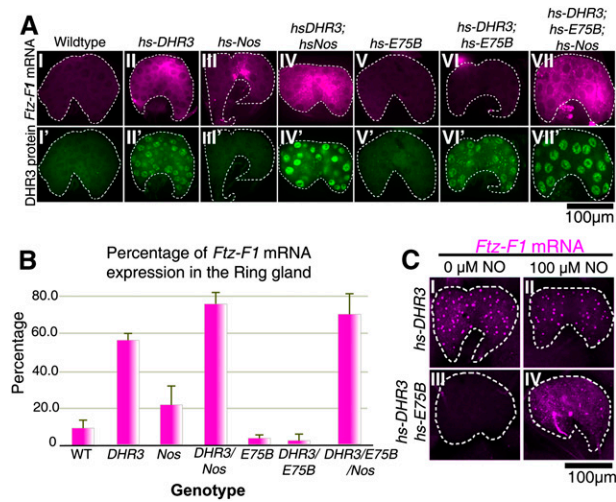 A
Wildtype hs-DHR3 hs-Nos hsDHR3; hsNos hs-E75B hs-DHR3; hs-E75B hs-DHR3; hs-E75B; hs-Nos
DHR3 protein Ftz-F1 mRNA
I II III IV V VI VII
I' II' III' IV' V' VI' VII'
100µm
B
Percentage of Ftz-F1 mRNA
expression in the Ring gland
Percentage
80.0
60.0
40.0
20.0
0.0
WT DHR3 Nos DHR3/Nos E75B DHR3/E75B DHR3/E75B/Nos
Genotype
C
Ftz-F1 mRNA
0 µM NO 100 µM NO
hs-DHR3
I II
hs-DHR3 hs-E75B
III IV
100µm